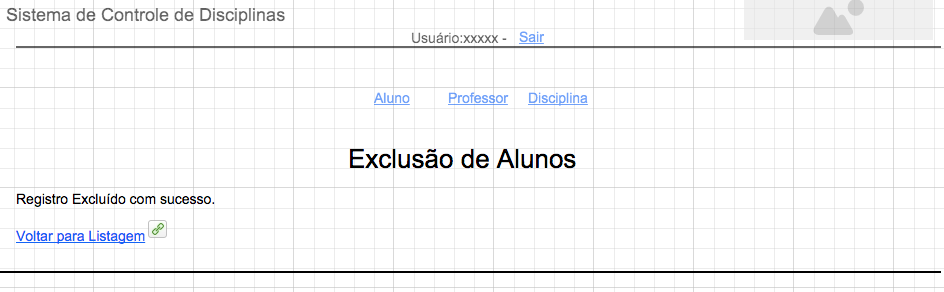 Sistema de Controle de Disciplinas
Usuário:xxxxx - Sair
Aluno Professor Disciplina
Exclusão de Alunos
Registro Excluído com sucesso.
Voltar para Listagem